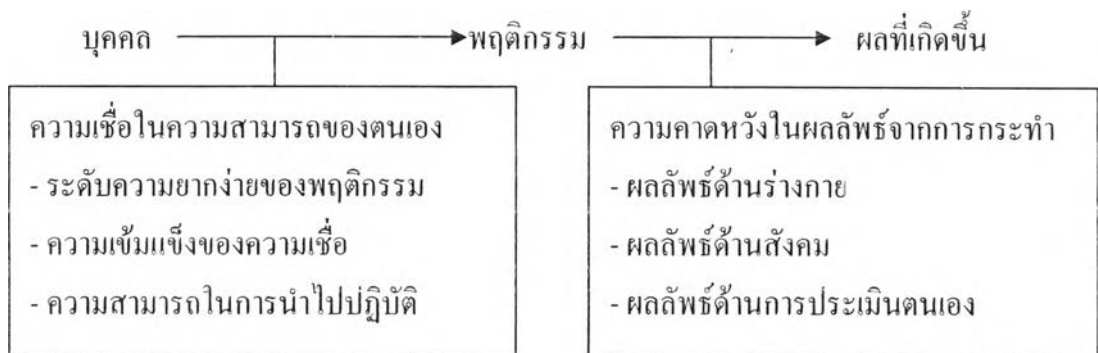 บุคคล พฤติกรรม ผลที่เกิดขึ้น
ความเชื่อในความสามารถของตนเอง
- ระดับความยากง่ายของพฤติกรรม
- ความเข้มแข็งของความเชื่อ
- ความสามารถในการนำไปปฏิบัติ
ความคาดหวังในผลลัพธ์จากการกระทำ
- ผลลัพธ์ด้านร่างกาย
- ผลลัพธ์ด้านสังคม
- ผลลัพธ์ด้านการประเมินตนเอง